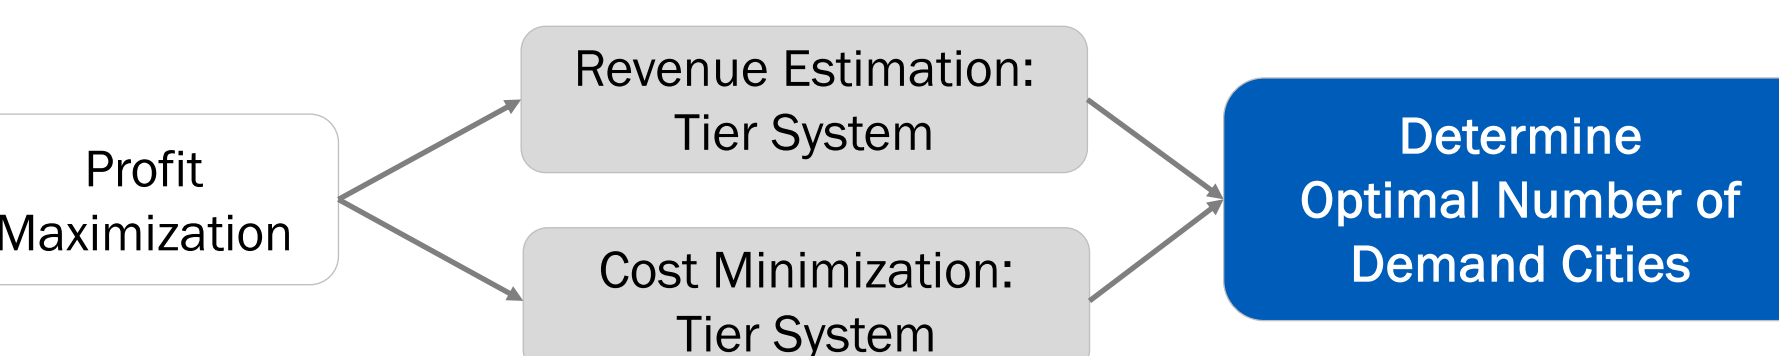 Profit
Maximization
Revenue Estimation:
Tier System
Cost Minimization:
Tier System
Determine
Optimal Number of
Demand Cities